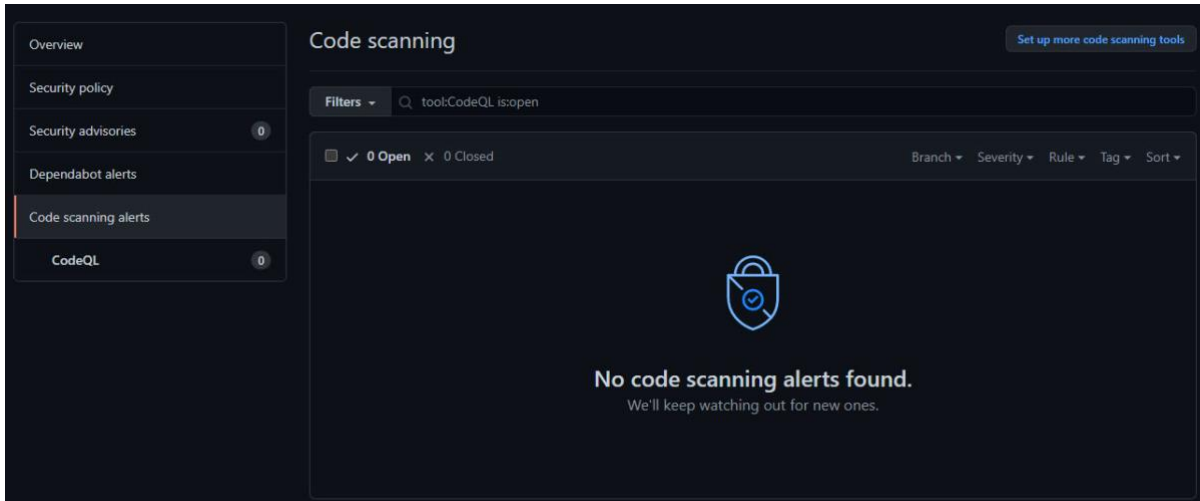 Overview
Security policy
Security advisories 0
Dependabot alerts
Code scanning alerts
CodeQL 0
Code scanning
Set up more code scanning tools
Filters
tool:CodeQL is:open
0 Open 0 Closed
Branch Severity Rule Tag Sort
No code scanning alerts found.
We'll keep watching out for new ones.